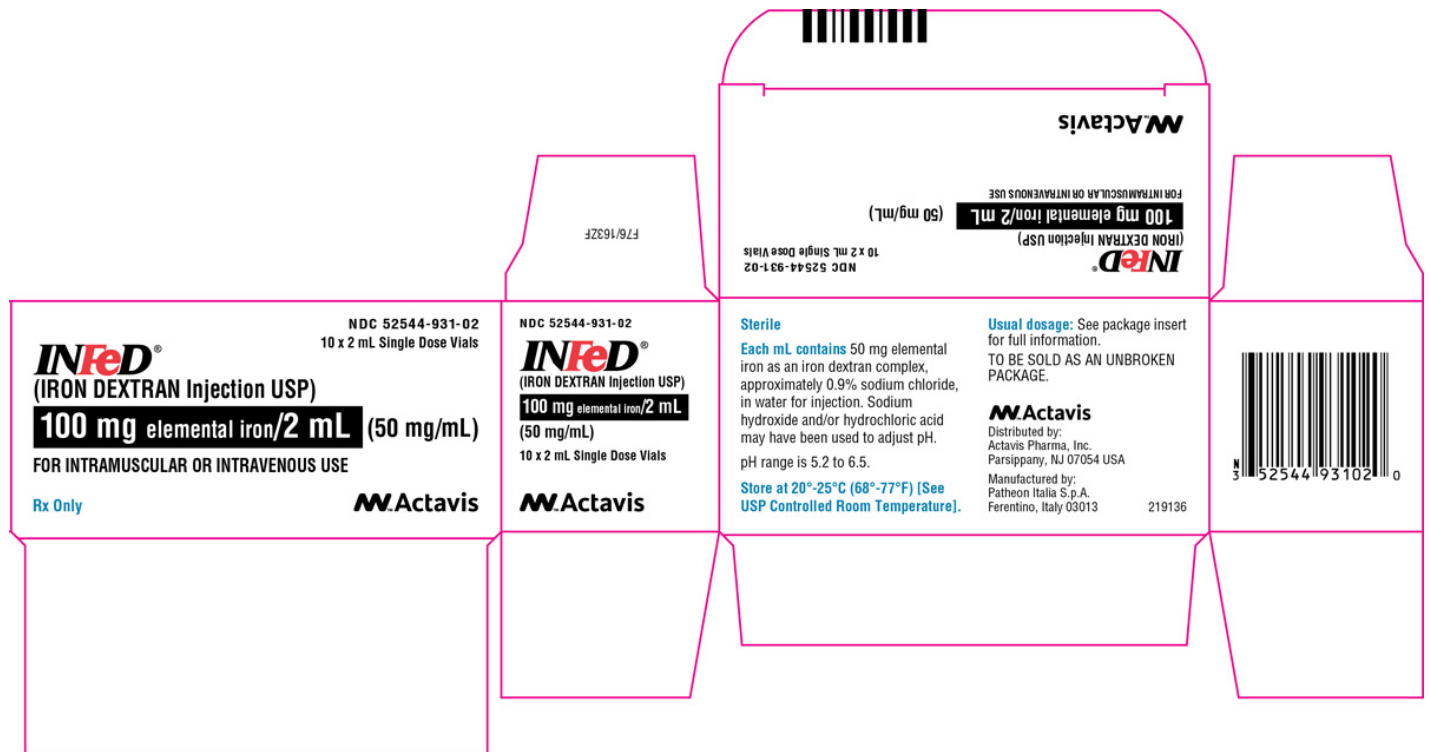 Actavis
FOR INTRAMUSCULAR OR INTRAVENOUS USE
100 mg elemental iron/2 mL (50 mg/mL)
(IRON DEXTRAN Injection USP)
INFeD®
10 x 2 mL Single Dose Vials
NDC 52544-931-02
F76/163ZF
NDC 52544-931-02
10 x 2 mL Single Dose Vials
INFeD®
(IRON DEXTRAN Injection USP)
100 mg elemental iron/2 mL (50 mg/mL)
FOR INTRAMUSCULAR OR INTRAVENOUS USE
Rx Only
Actavis
NDC 52544-931-02
INFeD®
(IRON DEXTRAN Injection USP)
100 mg elemental iron/2 mL
(50 mg/mL)
10 x 2 mL Single Dose Vials
Actavis
Sterile
Each mL contains 50 mg elemental
iron as an iron dextran complex,
approximately 0.9% sodium chloride,
in water for injection. Sodium
hydroxide and/or hydrochloric acid
may have been used to adjust pH.
pH range is 5.2 to 6.5.
Store at 20°-25°C (68°-77°F) [See
USP Controlled Room Temperature].
Usual dosage: See package insert
for full information.
TO BE SOLD AS AN UNBROKEN
PACKAGE.
Actavis
Distributed by:
Actavis Pharma, Inc.
Parsippany, NJ 07054 USA
Manufactured by:
Patheon Italia S.p.A.
Ferentino, Italy 03013
219136
N
3 52544 93102 0